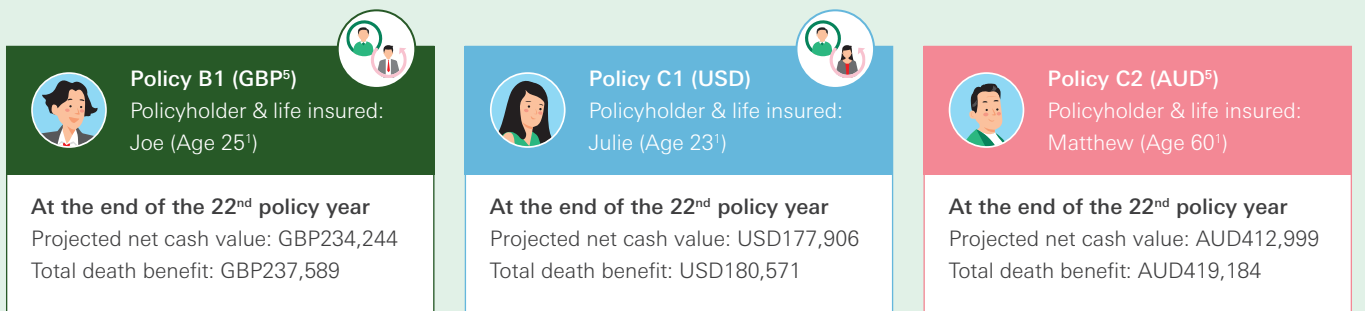 Policy B1 (GBP⁵)
Policyholder & life insured:
Joe (Age 25¹)
At the end of the 22ⁿᵈ policy year
Projected net cash value: GBP234,244
Total death benefit: GBP237,589
Policy C1 (USD)
Policyholder & life insured:
Julie (Age 23¹)
At the end of the 22ⁿᵈ policy year
Projected net cash value: USD177,906
Total death benefit: USD180,571
Policy C2 (AUD⁵)
Policyholder & life insured:
Matthew (Age 60¹)
At the end of the 22ⁿᵈ policy year
Projected net cash value: AUD412,999
Total death benefit: AUD419,184